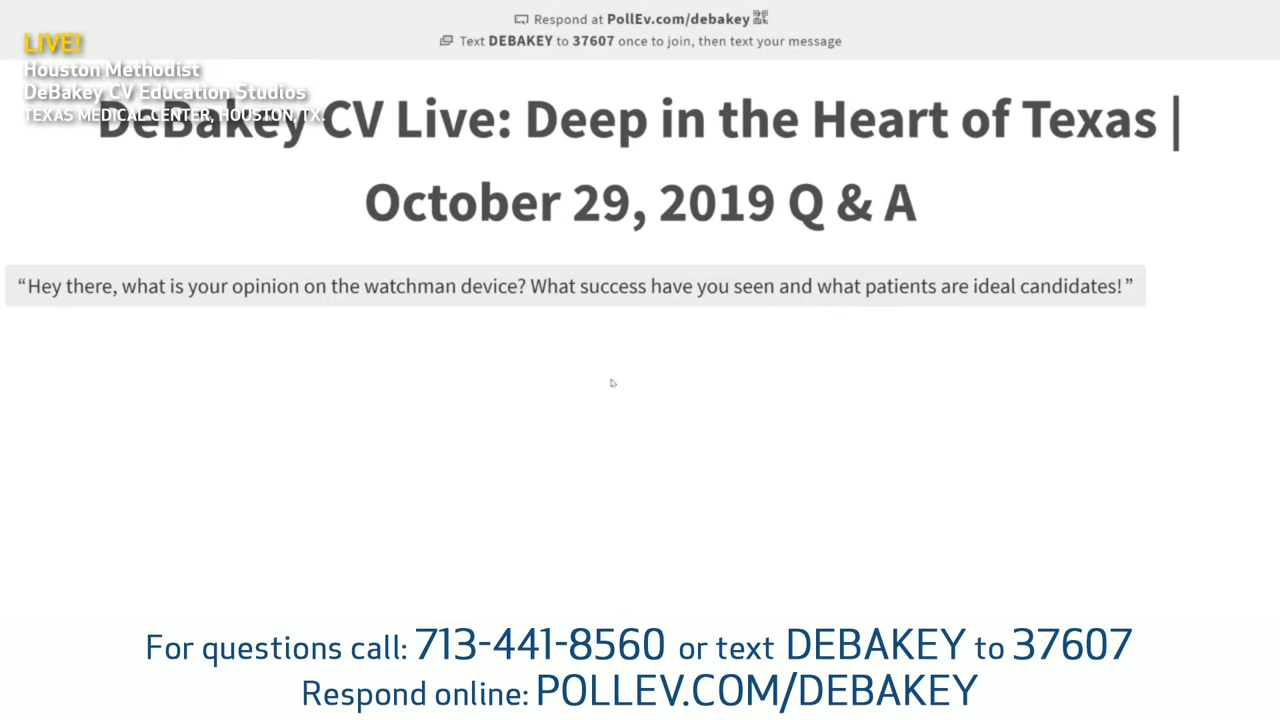 Respond at PollEv.com/debakey
Text DEBAKEY to 37607 once to join, then text your message
LIVE!
Houston Methodist
DeBakey CV Education Studios
TEXAS MEDICAL CENTER, HOUSTON, TX.
DeBakey CV Live: Deep in the Heart of Texas |
October 29, 2019 Q & A
“Hey there, what is your opinion on the watchman device? What success have you seen and what patients are ideal candidates!”
For questions call: 713-441-8560 or text DEBAKEY to 37607
Respond online: POLLEV.COM/DEBAKEY